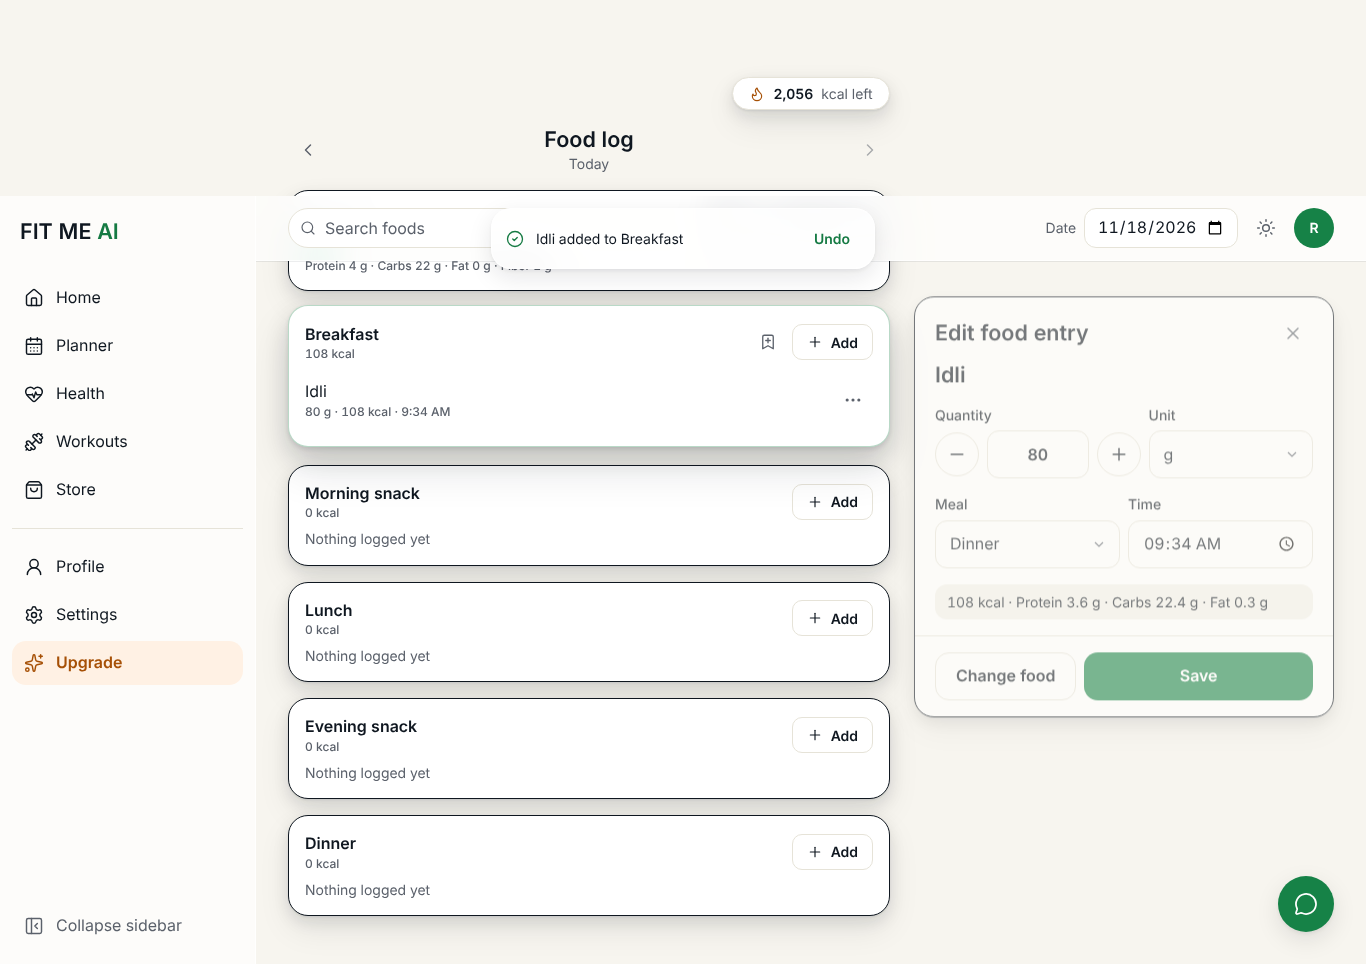 2,056 kcal left
Food log
Today
FIT ME AI
Search foods
Idli added to Breakfast
Undo
Date
11/18/2026
R
Protein 4 g · Carbs 22 g · Fat 0 g ·
Home
Planner
Health
Workouts
Store
Profile
Settings
Upgrade
Collapse sidebar
Breakfast
108 kcal
Add
Idli
80 g · 108 kcal · 9:34 AM
Morning snack
0 kcal
Add
Nothing logged yet
Lunch
0 kcal
Add
Nothing logged yet
Evening snack
0 kcal
Add
Nothing logged yet
Dinner
0 kcal
Add
Nothing logged yet
Edit food entry
Idli
Quantity
Unit
80
g
Meal
Time
Dinner
09:34 AM
108 kcal · Protein 3.6 g · Carbs 22.4 g · Fat 0.3 g
Change food
Save